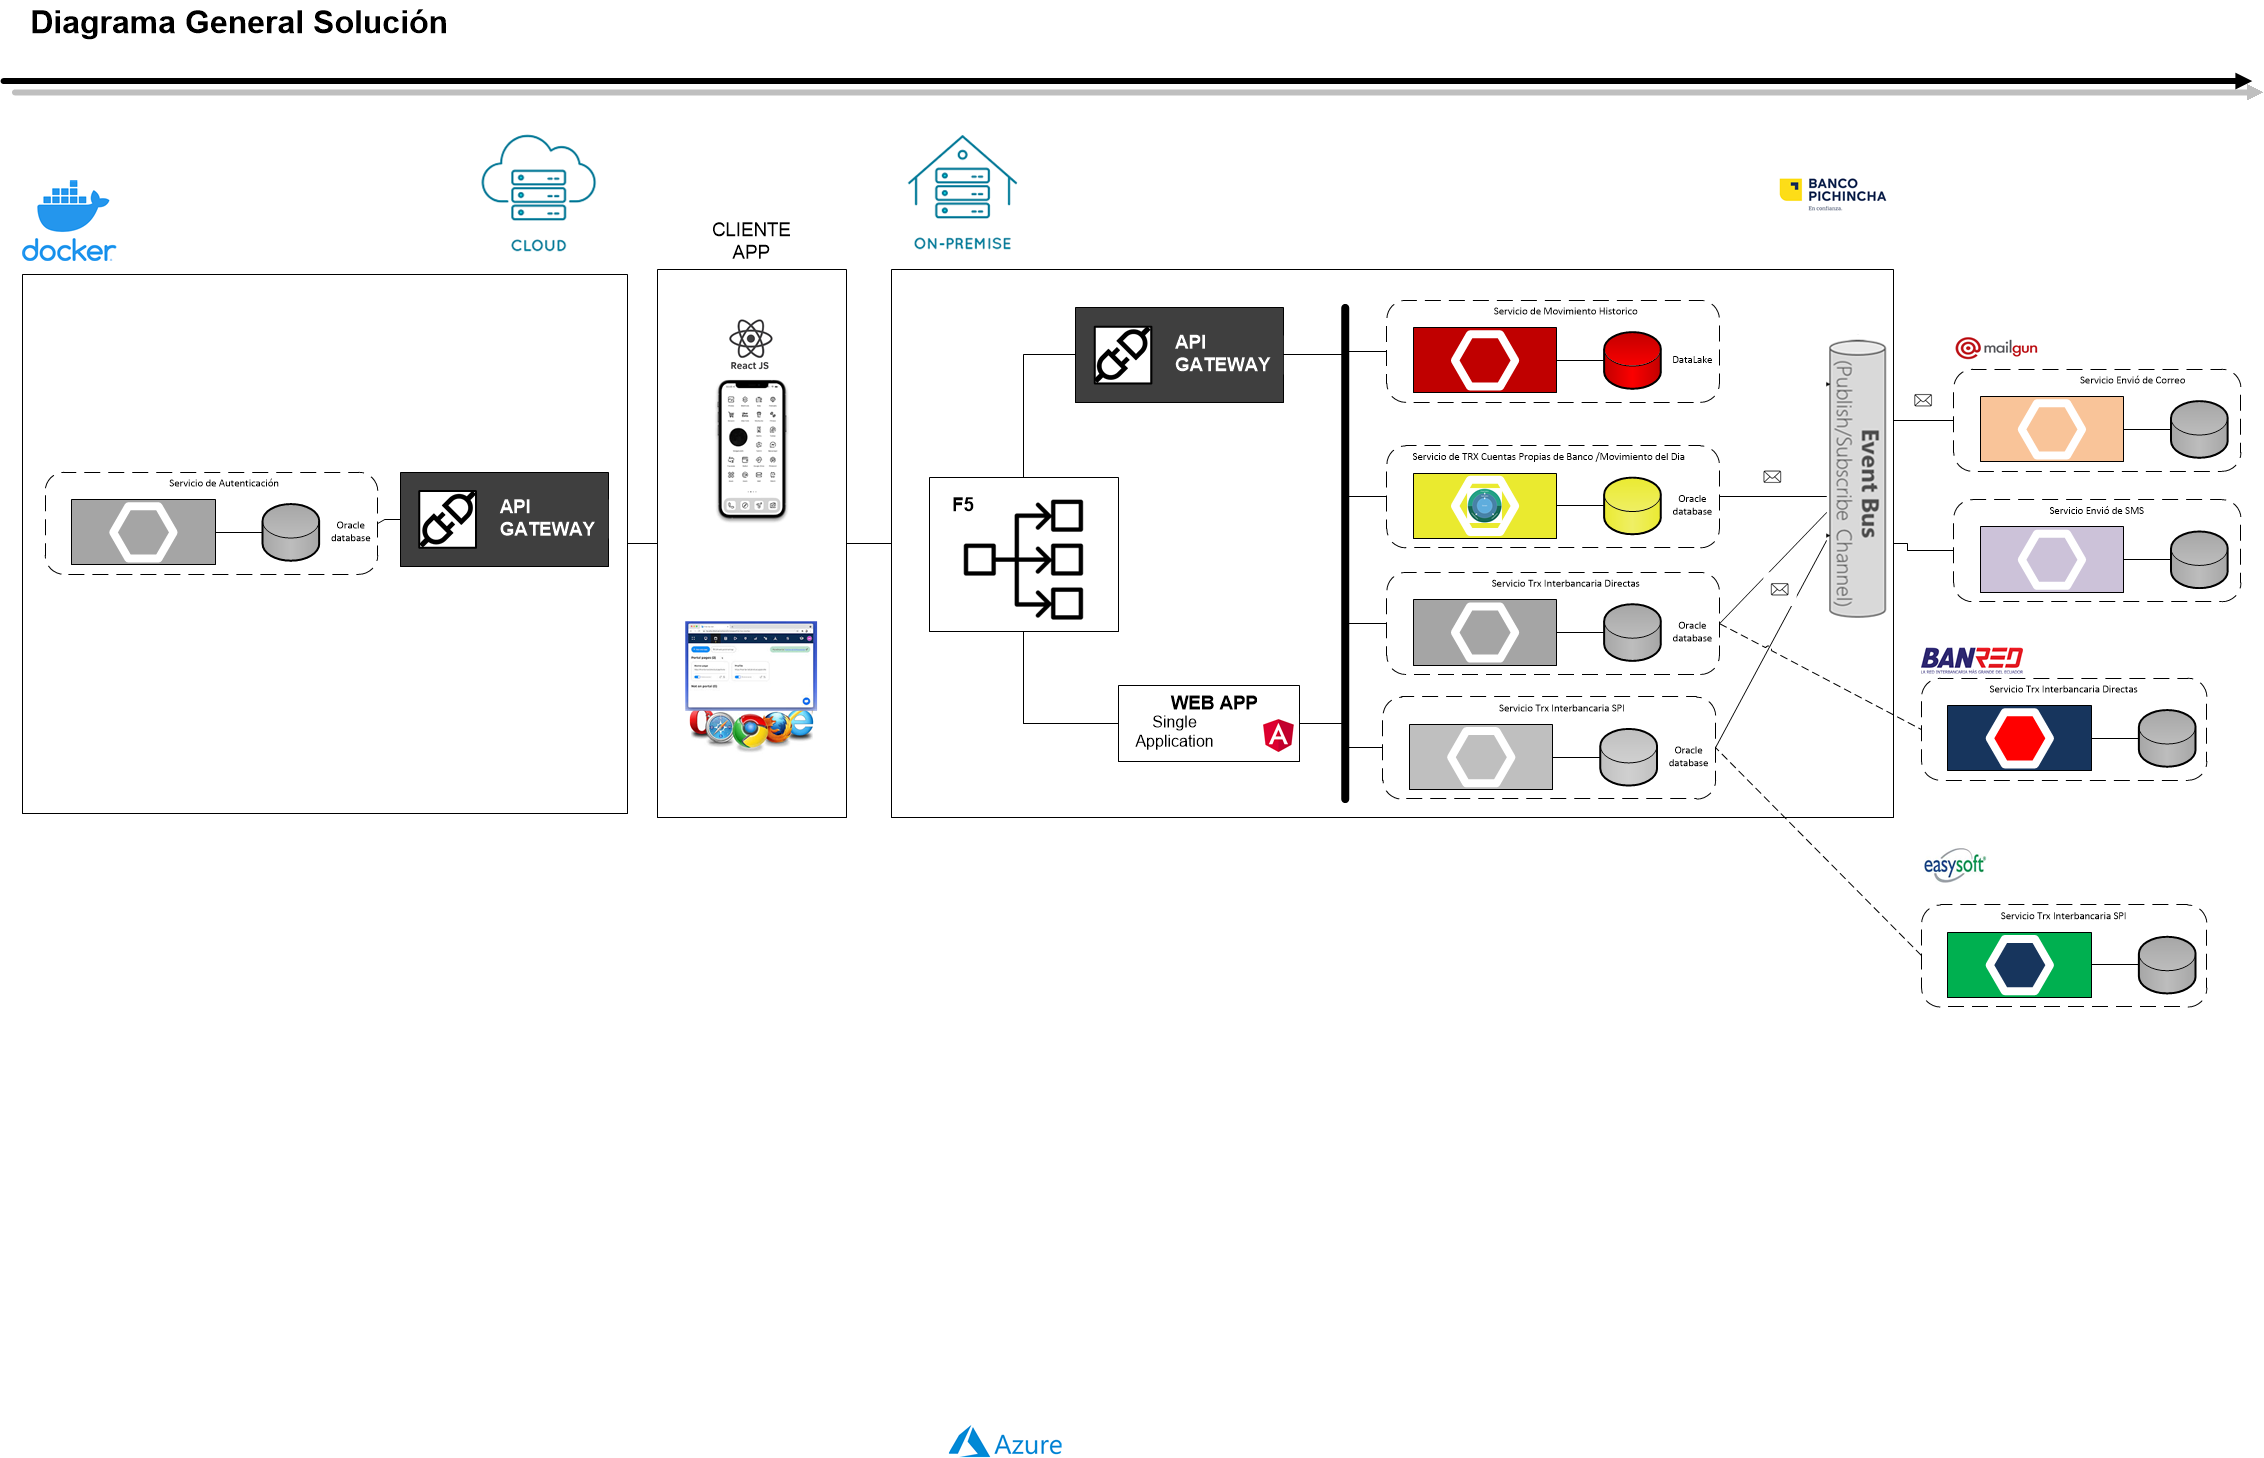 Diagrama General Solución
docker
CLOUD
CLIENTE
APP
ON-PREMISE
BANCO
PICHINCHA
En confianza.
Servicio de Autenticación
Oracle
database
API
GATEWAY
React JS
F5
API
GATEWAY
WEB APP
Single
Application
Servicio de Movimiento Historico
DataLake
Servicio de TRX Cuentas Propias de Banco /Movimiento del Dia
Oracle
database
Servicio Trx Interbancaria Directas
Oracle
database
Servicio Trx Interbancaria SPI
Oracle
database
Event Bus
(Publish/Subscribe Channel)
mailgun
Servicio Envió de Correo
Servicio Envió de SMS
BANRED
LA RED INTERBANCARIA MÁS GRANDE DEL ECUADOR
Servicio Trx Interbancaria Directas
easysoft
Servicio Trx Interbancaria SPI
Azure